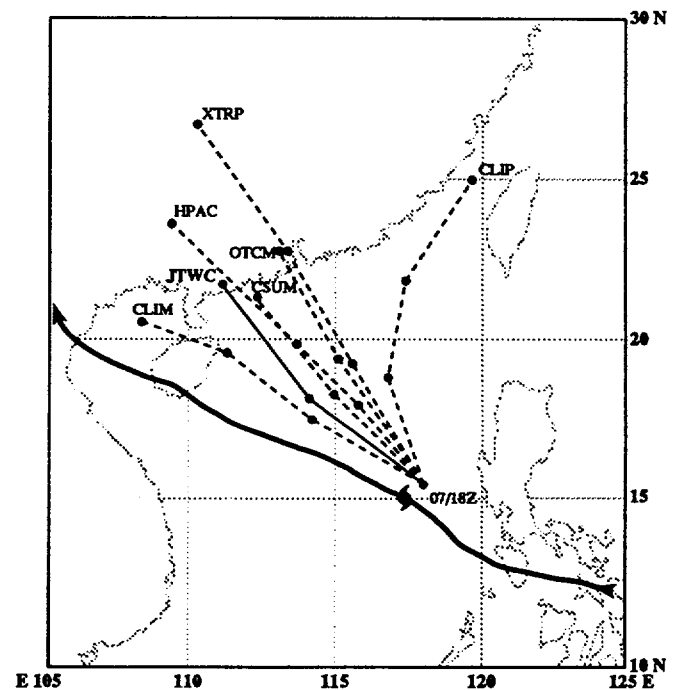 30 N
XTRP
CLIP
25
HPAC
OTCM
JTWC
CSUM
CLIM
20
07/18Z
15
10 N
E 105
110
115
120
125 E